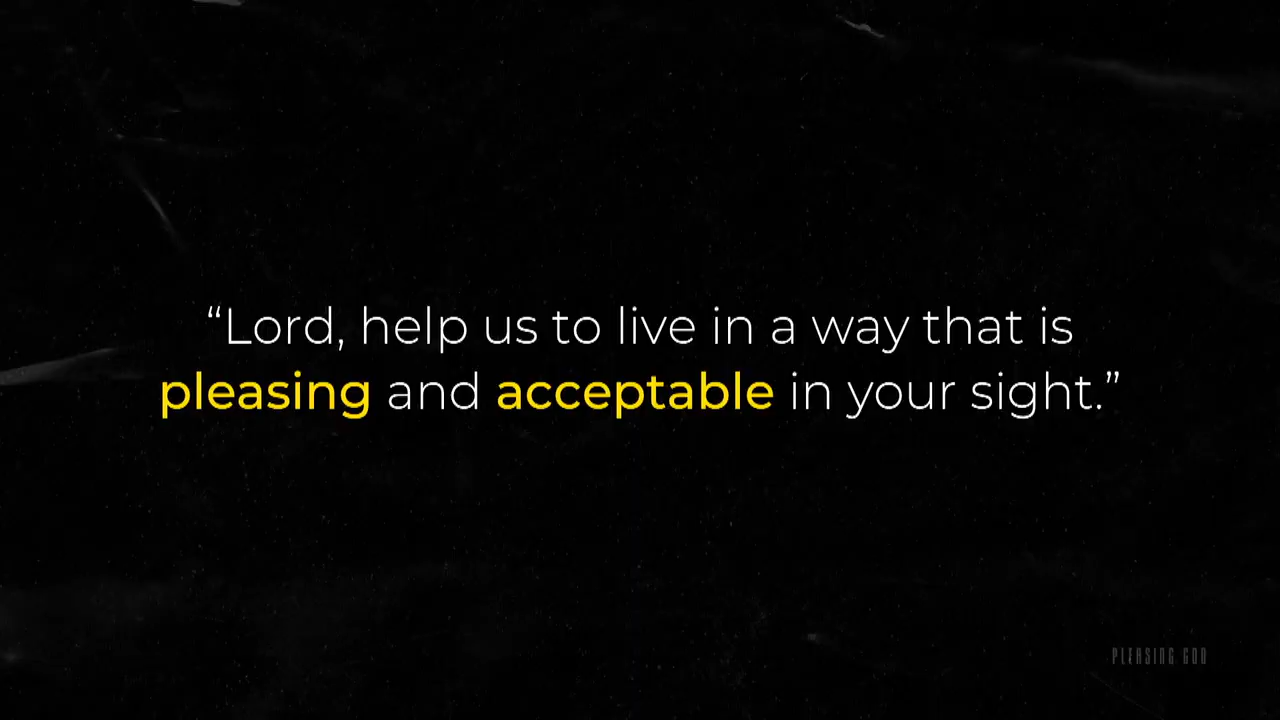 “Lord, help us to live in a way that is
pleasing and acceptable in your sight.”
PLEASING GOD